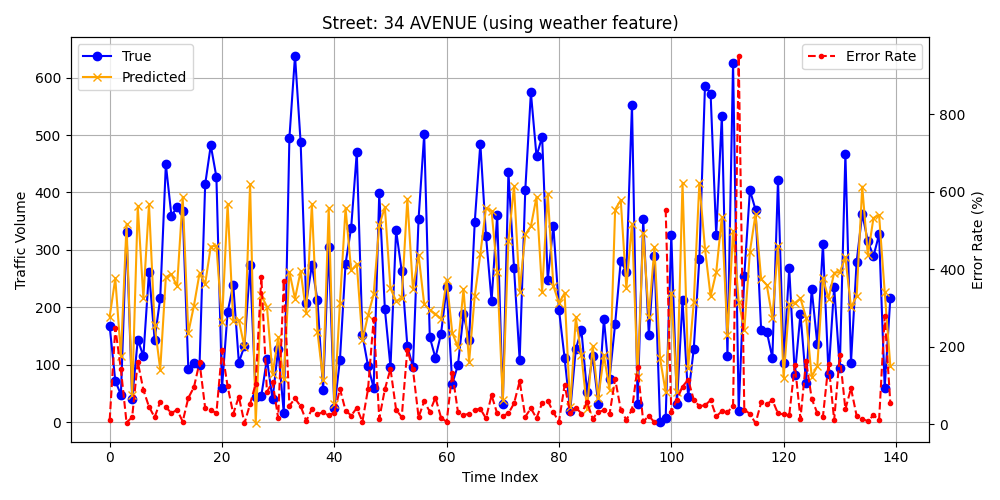 Street: 34 AVENUE (using weather feature)
True
Predicted
Error Rate
Traffic Volume
600
500
400
300
200
100
0
800
600
400
200
0
Error Rate (%)
0 20 40 60 80 100 120 140
Time Index